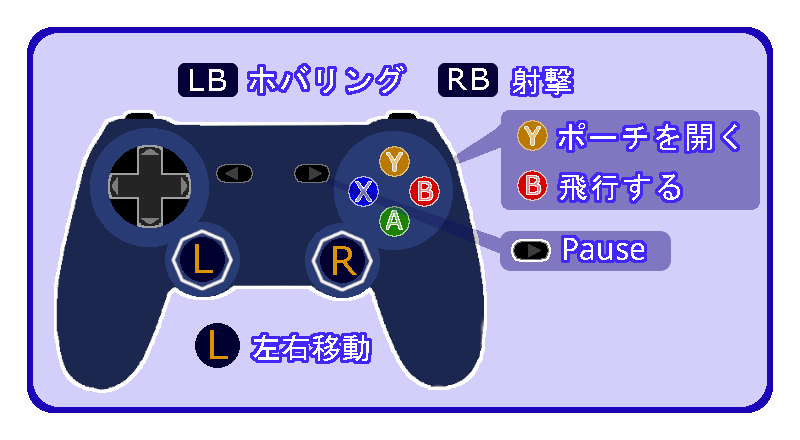 LB ホバリング RB 射撃
Y ポーチを開く
B 飛行する
Y
X B
A
Pause
L R
L 左右移動